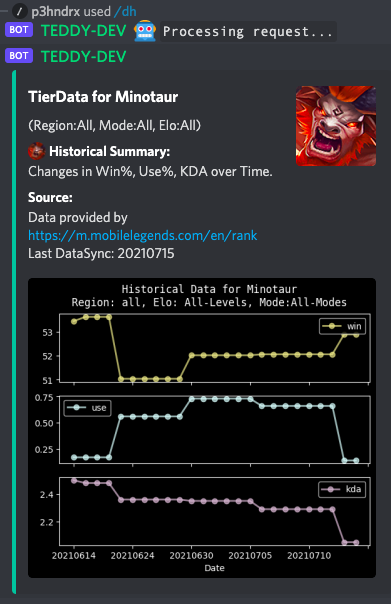 p3hndrx used /dh
BOT TEDDY-DEV Processing request...
BOT TEDDY-DEV
TierData for Minotaur
(Region:All, Mode:All, Elo:All)
Historical Summary:
Changes in Win%, Use%, KDA over Time.
Source:
Data provided by
https://m.mobilelegends.com/en/rank
Last DataSync: 20210715
Historical Data for Minotaur
Region: all, Elo: All-Levels, Mode:All-Modes
win
53
52
51
use
0.75
0.50
0.25
kda
2.4
2.2
20210614 20210624 20210630 20210705 20210710
Date